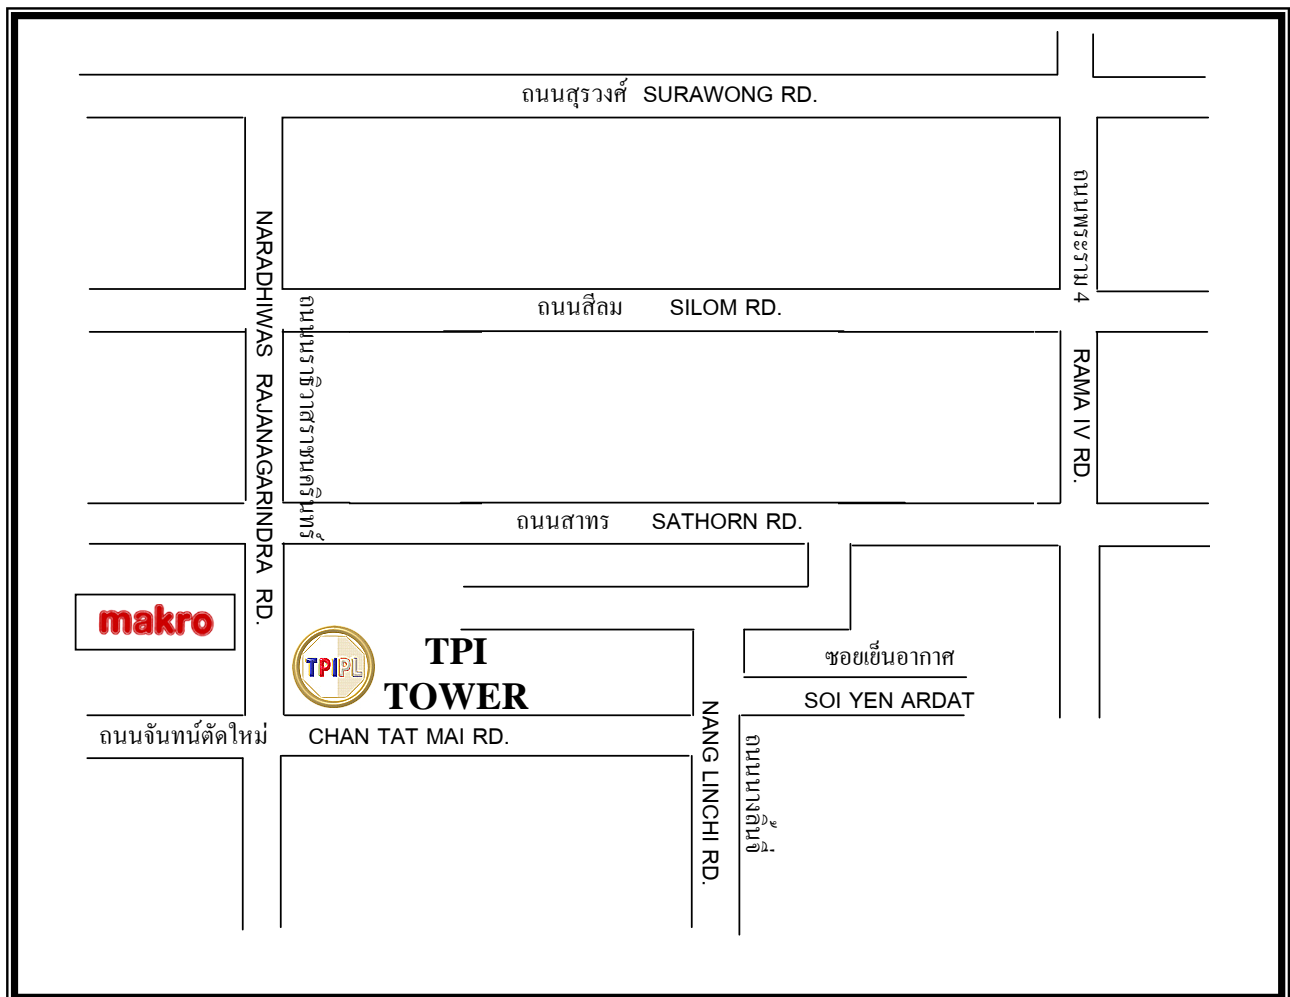 ถนนสุรวงศ์ SURAWONG RD.
ถนนพระราม 4
RAMA IV RD.
NARADHIWAS RAJANAGARINDRA RD.
ถนนนราธิวาสราชนครินทร์
ถนนสีลม SILOM RD.
ถนนสาทร SATHORN RD.
makro
TPIPL
TPI
TOWER
ซอยเย็นอากาศ
SOI YEN ARDAT
ถนนจันทน์ตัดใหม่ CHAN TAT MAI RD.
NANG LINCHI RD.
ถนนนางลิ้นจี่